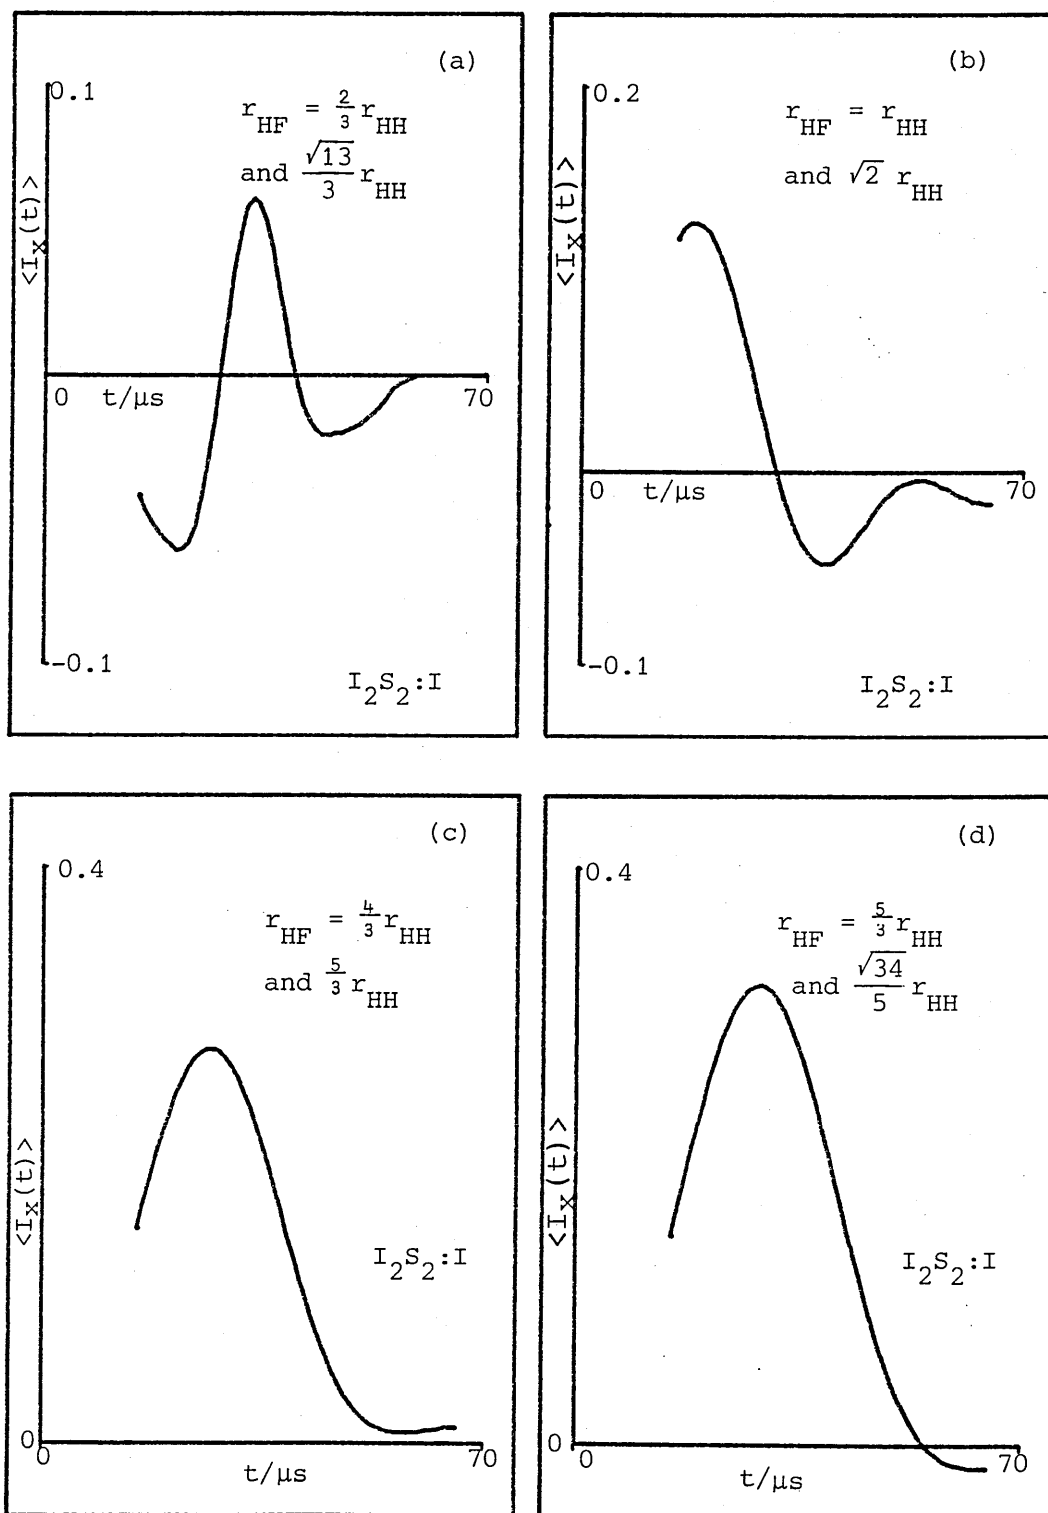 (a)
0.1
r_HF = 2/3 r_HH
and √13/3 r_HH
<I_x(t)>
0 t/μs 70
-0.1
I_2S_2:I
(b)
0.2
r_HF = r_HH
and √2 r_HH
<I_x(t)>
0 t/μs 70
-0.1
I_2S_2:I
(c)
0.4
r_HF = 4/3 r_HH
and 5/3 r_HH
<I_x(t)>
I_2S_2:I
0
0 70
t/μs
(d)
0.4
r_HF = 5/3 r_HH
and √34/5 r_HH
<I_x(t)>
I_2S_2:I
0
0 70
t/μs